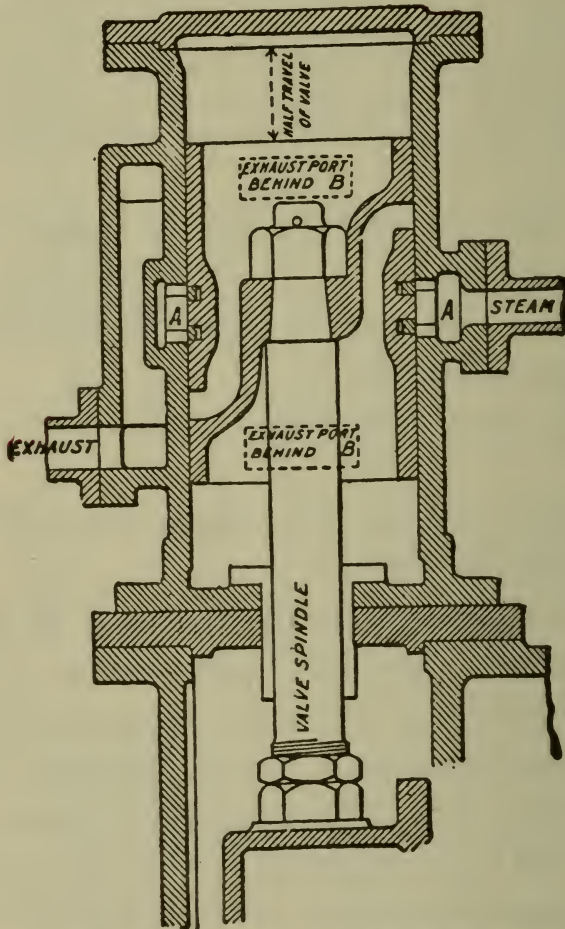 HALF TRAVEL
OF VALVE
EXHAUST PORT
BEHIND B
A
A
STEAM
EXHAUST
EXHAUST PORT
BEHIND B
VALVE SPINDLE